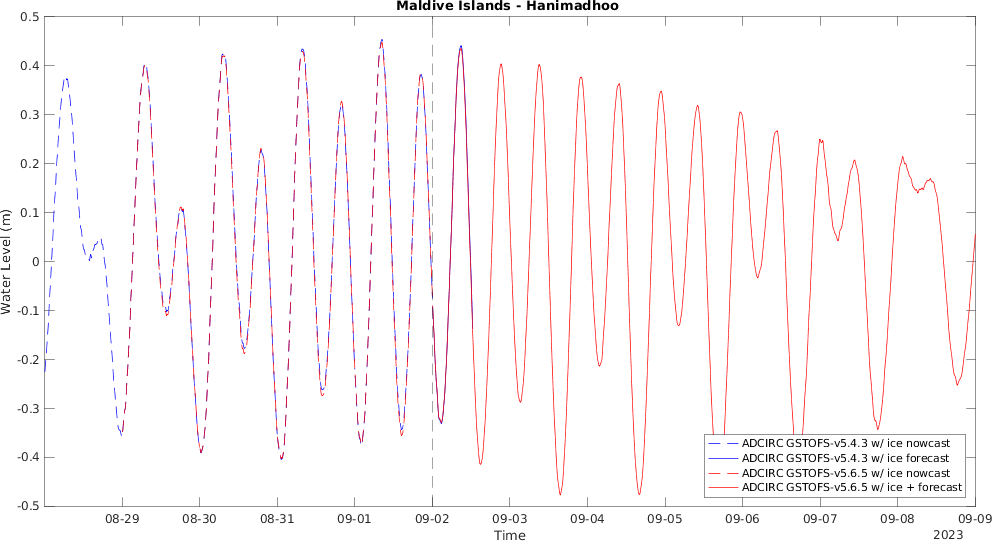 Maldive Islands - Hanimadhoo
0.5
0.4
0.3
0.2
0.1
0
-0.1
-0.2
-0.3
-0.4
-0.5
Water Level (m)
ADCIRC GSTOFS-v5.4.3 w/ ice nowcast
ADCIRC GSTOFS-v5.4.3 w/ ice forecast
ADCIRC GSTOFS-v5.6.5 w/ ice nowcast
ADCIRC GSTOFS-v5.6.5 w/ ice + forecast
08-29 08-30 08-31 09-01 09-02 09-03 09-04 09-05 09-06 09-07 09-08 09-09
Time
2023